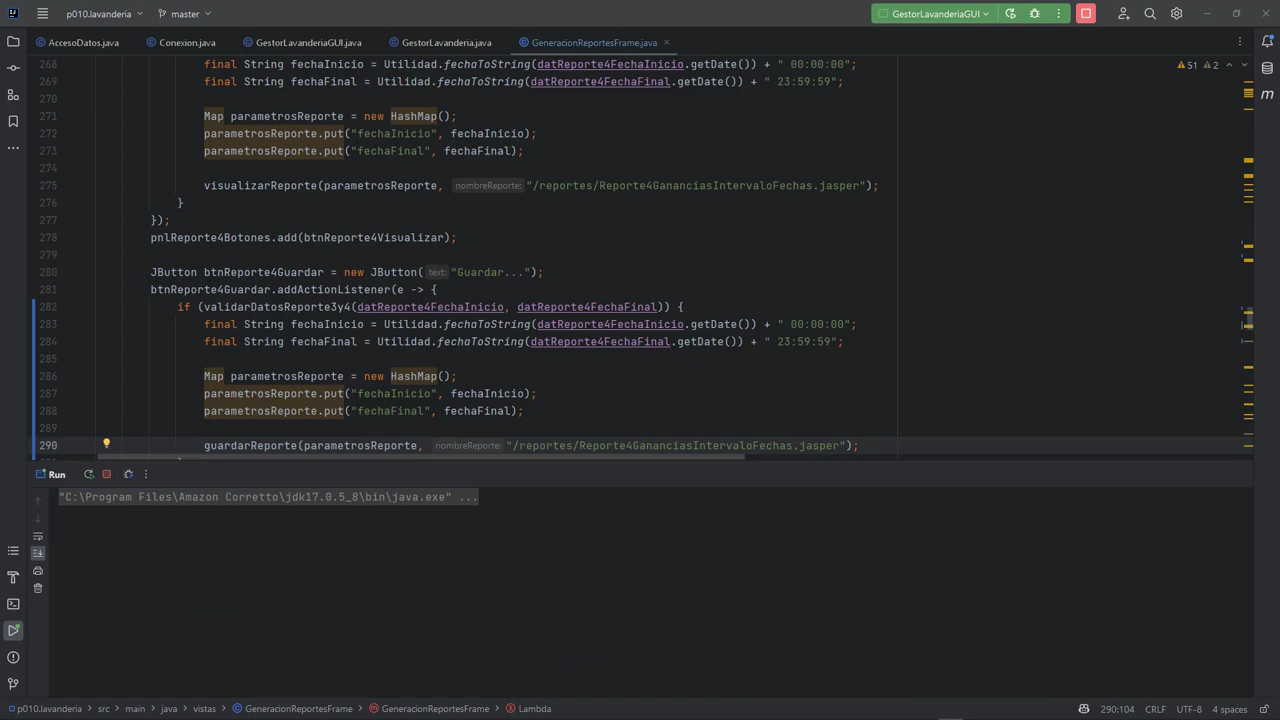 p010.lavanderia
master
GestorLavanderiaGUI
AccesoDatos.java
Conexion.java
GestorLavanderiaGUI.java
GestorLavanderia.java
GeneracionReportesFrame.java
51
2
268 final String fechaInicio = Utilidad.fechaToString(datReporte4FechaInicio.getDate()) + " 00:00:00";
269 final String fechaFinal = Utilidad.fechaToString(datReporte4FechaFinal.getDate()) + " 23:59:59";
270
271 Map parametrosReporte = new HashMap();
272 parametrosReporte.put("fechaInicio", fechaInicio);
273 parametrosReporte.put("fechaFinal", fechaFinal);
274
275 visualizarReporte(parametrosReporte, nombreReporte: "/reportes/Reporte4GananciasIntervaloFechas.jasper");
276 }
277 });
278 pnlReporte4Botones.add(btnReporte4Visualizar);
279
280 JButton btnReporte4Guardar = new JButton( text: "Guardar...");
281 btnReporte4Guardar.addActionListener(e -> {
282 if (validarDatosReporte3y4(datReporte4FechaInicio, datReporte4FechaFinal)) {
283 final String fechaInicio = Utilidad.fechaToString(datReporte4FechaInicio.getDate()) + " 00:00:00";
284 final String fechaFinal = Utilidad.fechaToString(datReporte4FechaFinal.getDate()) + " 23:59:59";
285
286 Map parametrosReporte = new HashMap();
287 parametrosReporte.put("fechaInicio", fechaInicio);
288 parametrosReporte.put("fechaFinal", fechaFinal);
289
290 guardarReporte(parametrosReporte, nombreReporte: "/reportes/Reporte4GananciasIntervaloFechas.jasper");
Run
"C:\Program Files\Amazon Corretto\jdk17.0.5_8\bin\java.exe" ...
p010.lavanderia
src
main
java
vistas
GeneracionReportesFrame
GeneracionReportesFrame
Lambda
290:104
CRLF
UTF-8
4 spaces